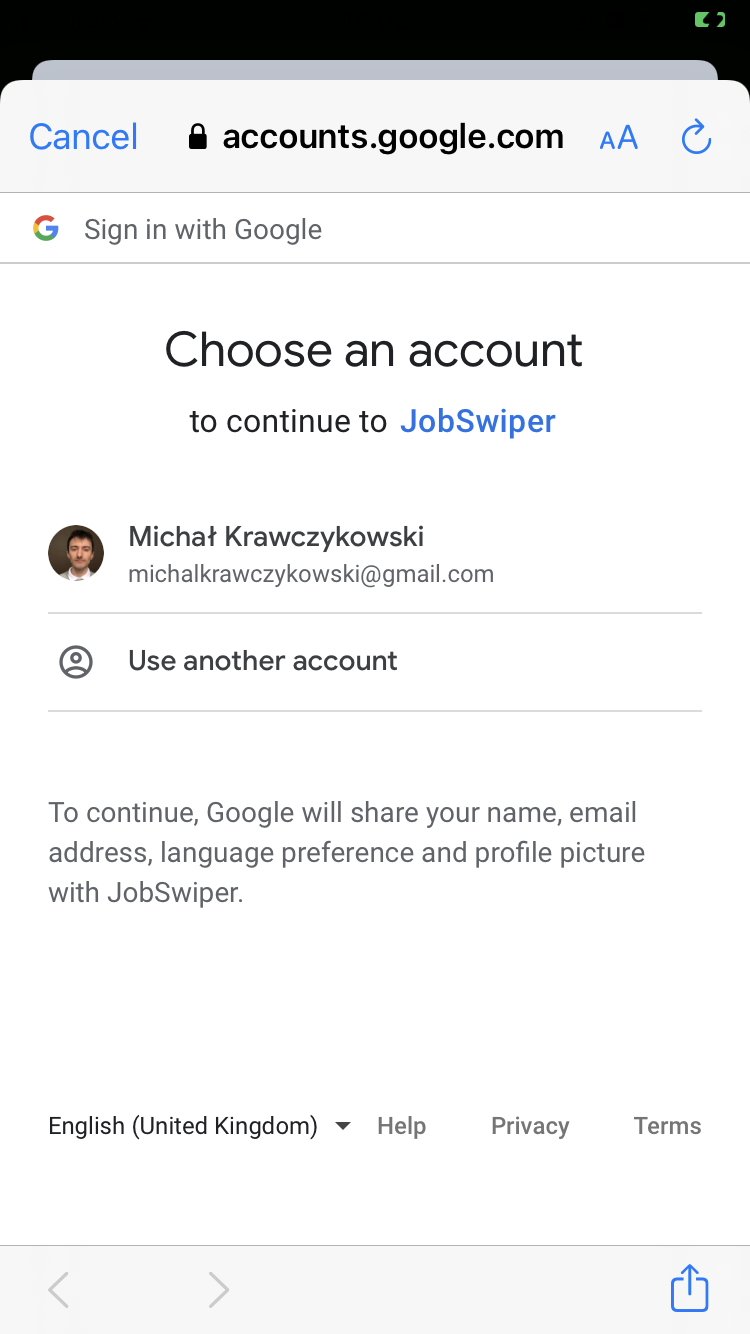 Cancel
accounts.google.com
AA
Sign in with Google
Choose an account
to continue to JobSwiper
Michał Krawczykowski
michalkrawczykowski@gmail.com
Use another account
To continue, Google will share your name, email
address, language preference and profile picture
with JobSwiper.
English (United Kingdom)
Help
Privacy
Terms